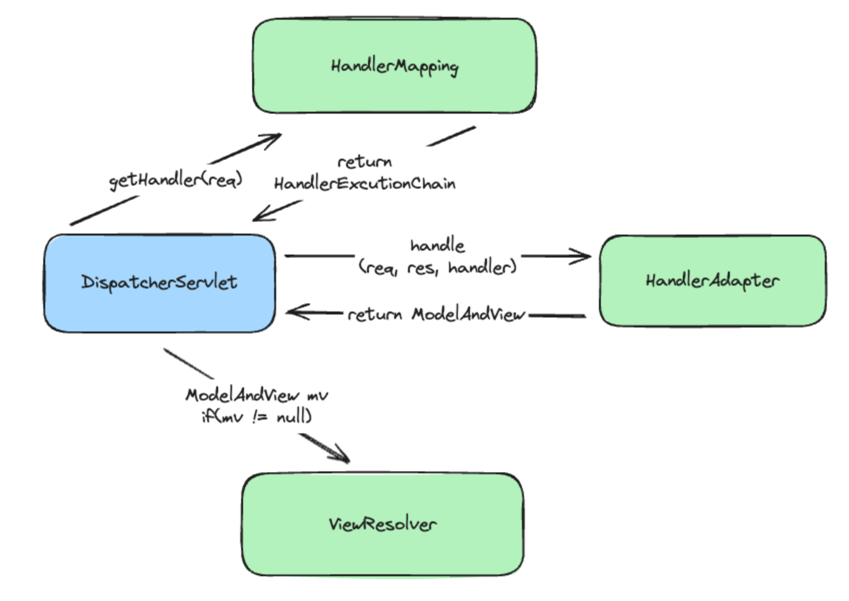 HandlerMapping
getHandler(req)
return
HandlerExcutionChain
DispatcherServlet
handle
(req, res, handler)
HandlerAdapter
return ModelAndView
ModelAndView mv
if(mv != null)
ViewResolver